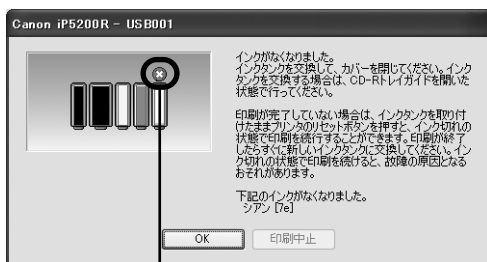 Canon iP5200R - USB001
インクがなくなりました。
インクタンクを交換して、カバーを閉じてください。インク
タンクを交換する場合は、CD-Rトレイガイドを開いた
状態で行ってください。
印刷が完了していない場合は、インクタンクを取り付
けたままプリンタのリセットボタンを押すと、インク切れの
状態で印刷を続行することができます。印刷が終了
したらすぐに新しいインクタンクに交換してください。イン
ク切れの状態で印刷を続けると、故障の原因となる
おそれがあります。
下記のインクがなくなりました。
シアン [7e]
OK
印刷中止